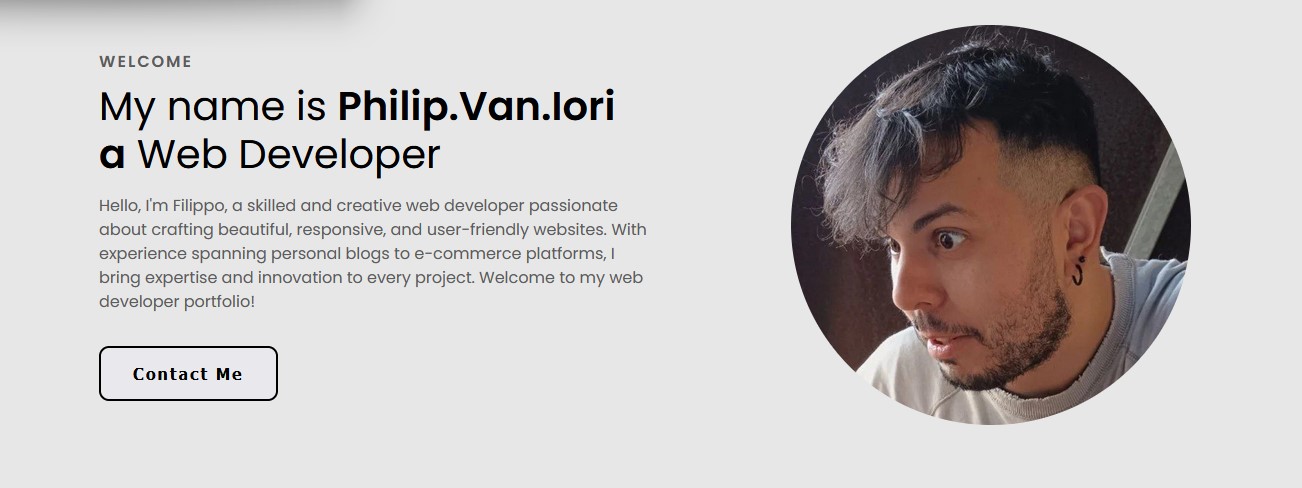 WELCOME
My name is Philip.Van.Iori
a Web Developer
Hello, I'm Filippo, a skilled and creative web developer passionate
about crafting beautiful, responsive, and user-friendly websites. With
experience spanning personal blogs to e-commerce platforms, I
bring expertise and innovation to every project. Welcome to my web
developer portfolio!
Contact Me